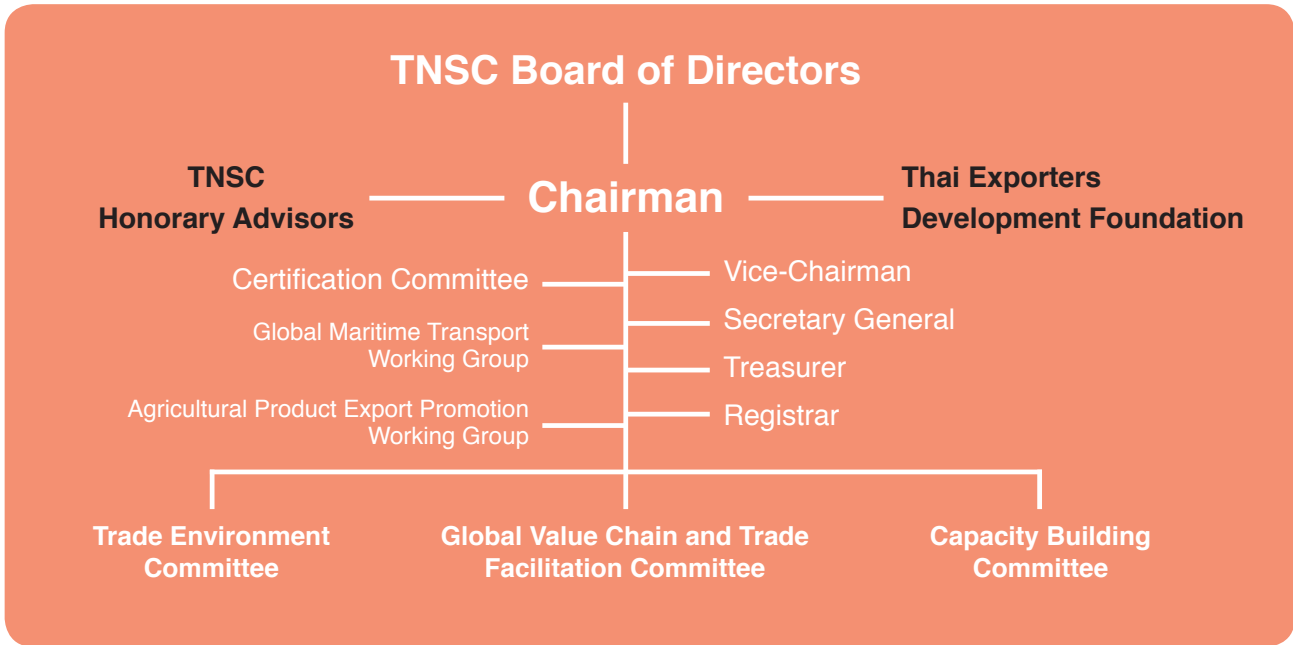 TNSC Board of Directors
TNSC
Honorary Advisors
Chairman
Thai Exporters
Development Foundation
Certification Committee
Global Maritime Transport
Working Group
Agricultural Product Export Promotion
Working Group
Vice-Chairman
Secretary General
Treasurer
Registrar
Trade Environment
Committee
Global Value Chain and Trade
Facilitation Committee
Capacity Building
Committee